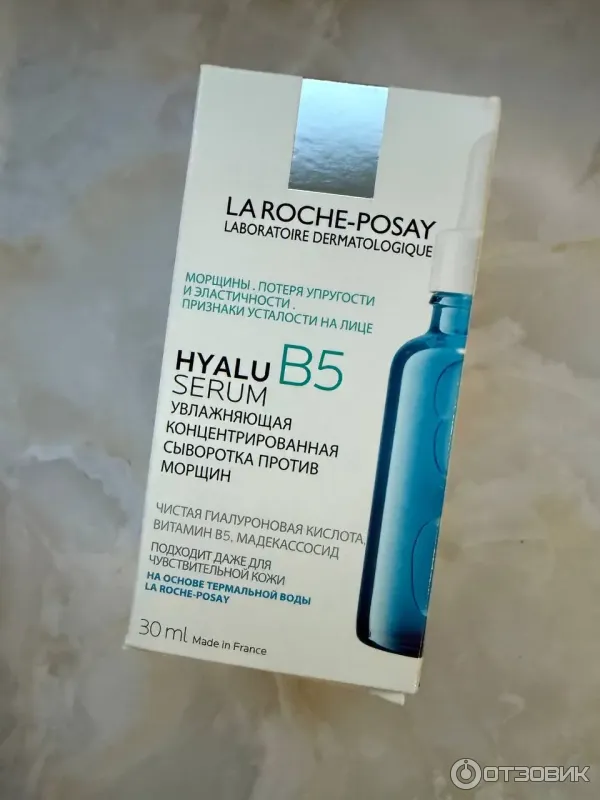 LA ROCHE-POSAY
LABORATOIRE DERMATOLOGIQUE
МОРЩИНЫ . ПОТЕРЯ УПРУГОСТИ
И ЭЛАСТИЧНОСТИ .
ПРИЗНАКИ УСТАЛОСТИ НА ЛИЦЕ
HYALU B5
SERUM
УВЛАЖНЯЮЩАЯ
КОНЦЕНТРИРОВАННАЯ
СЫВОРОТКА ПРОТИВ
МОРЩИН
ЧИСТАЯ ГИАЛУРОНОВАЯ КИСЛОТА,
ВИТАМИН B5, МАДЕКАССОСИД
ПОДХОДИТ ДАЖЕ ДЛЯ
ЧУВСТВИТЕЛЬНОЙ КОЖИ
НА ОСНОВЕ ТЕРМАЛЬНОЙ ВОДЫ
LA ROCHE-POSAY
30 ml Made in France
ОТЗОВИК